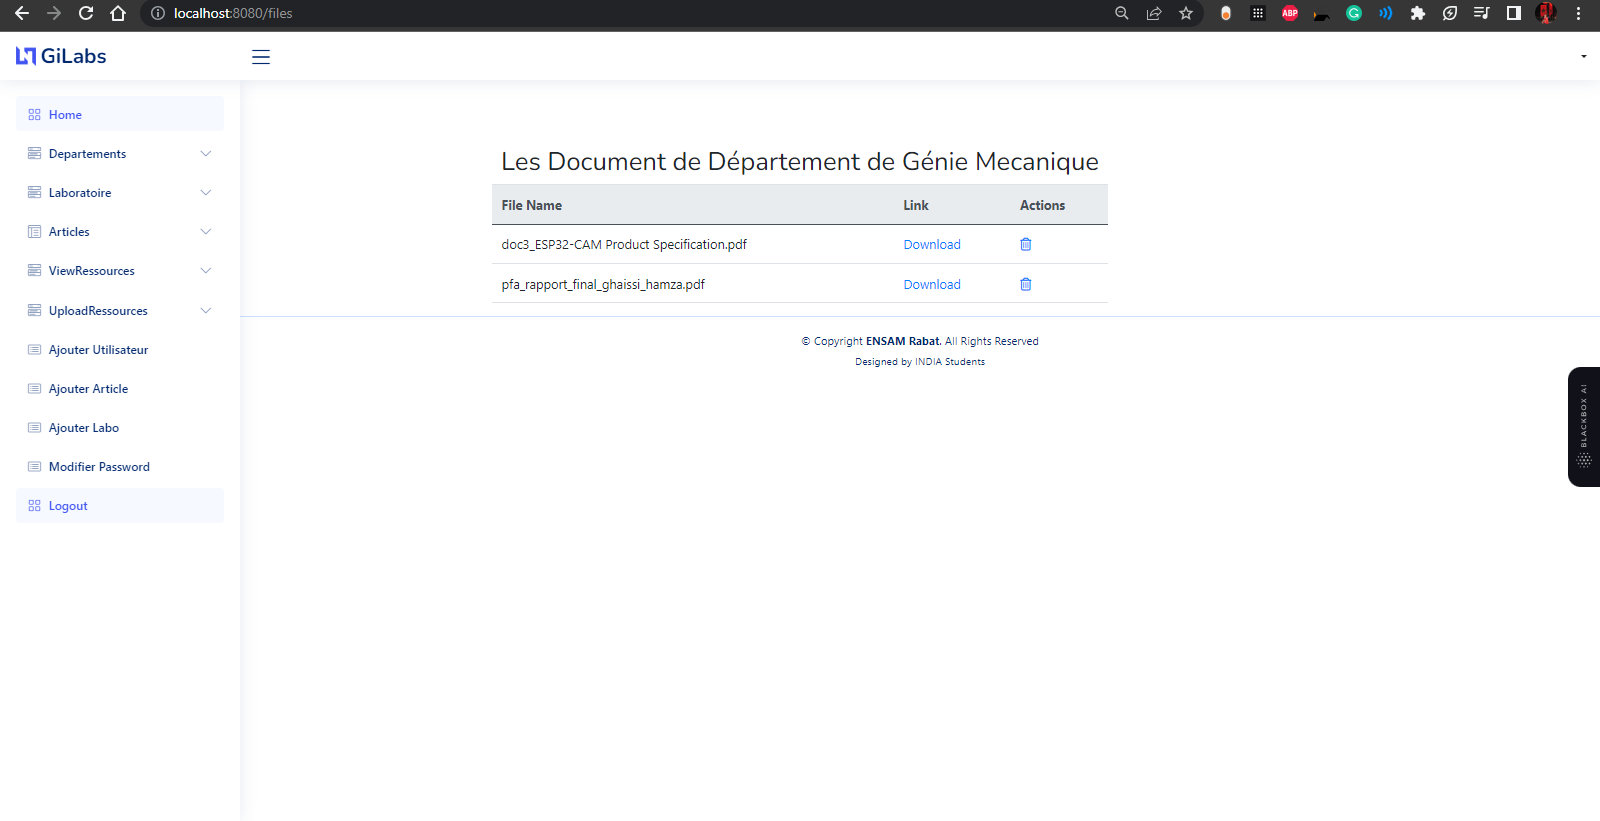 localhost:8080/files
ABP
GiLabs
Home
Departements
Laboratoire
Articles
ViewRessources
UploadRessources
Ajouter Utilisateur
Ajouter Article
Ajouter Labo
Modifier Password
Logout
Les Document de Département de Génie Mecanique
File Name Link Actions
doc3_ESP32-CAM Product Specification.pdf Download
pfa_rapport_final_ghaissi_hamza.pdf Download
© Copyright ENSAM Rabat. All Rights Reserved
Designed by INDIA Students
BLACKBOX AI